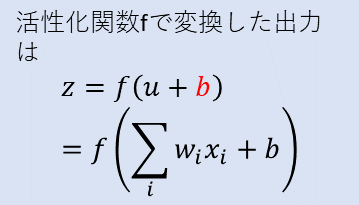 活性化関数fで変換した出力
は
z = f(u + b)
= f(∑_i w_i x_i + b)